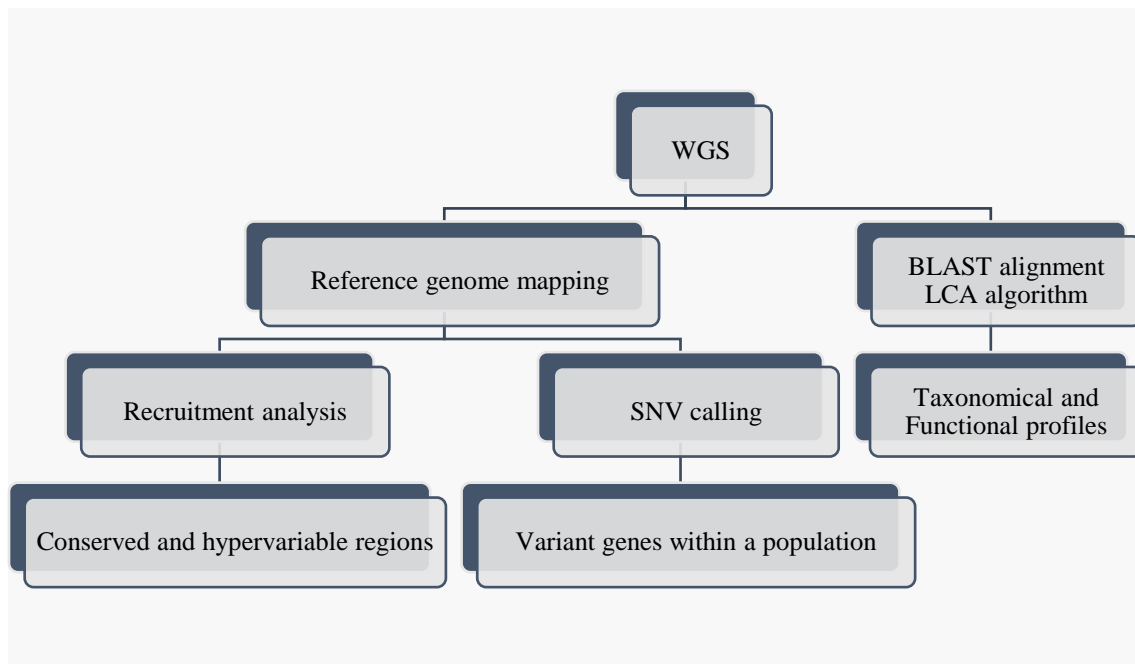 WGS
Reference genome mapping
BLAST alignment
LCA algorithm
Recruitment analysis
SNV calling
Taxonomical and
Functional profiles
Conserved and hypervariable regions
Variant genes within a population